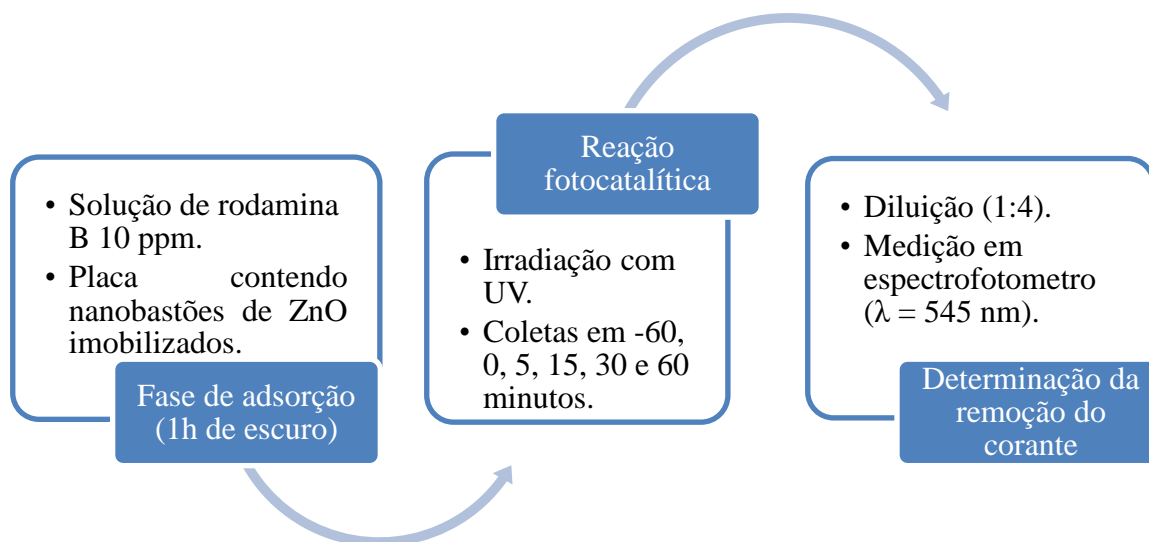 • Solução de rodamina
B 10 ppm.
• Placa contendo
nanobastões de ZnO
imobilizados.
Fase de adsorção
(1h de escuro)
Reação
fotocatalítica
• Irradiação com
UV.
• Coletas em -60,
0, 5, 15, 30 e 60
minutos.
• Diluição (1:4).
• Medição em
espectrofotometro
(λ = 545 nm).
Determinação da
remoção do
corante